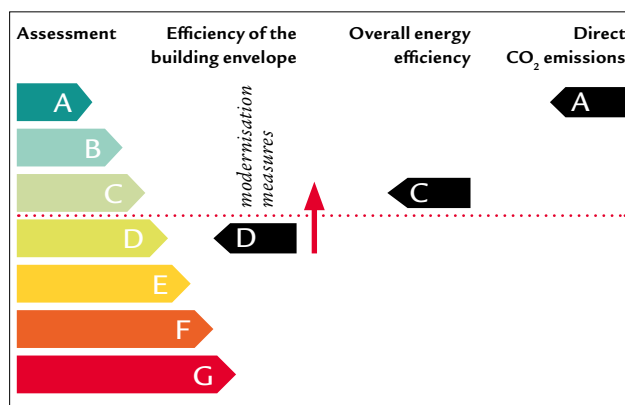 Assessment
Efficiency of the
building envelope
Overall energy
efficiency
Direct
CO₂ emissions
A
A
B
modernisation
measures
C
C
D
D
E
F
G